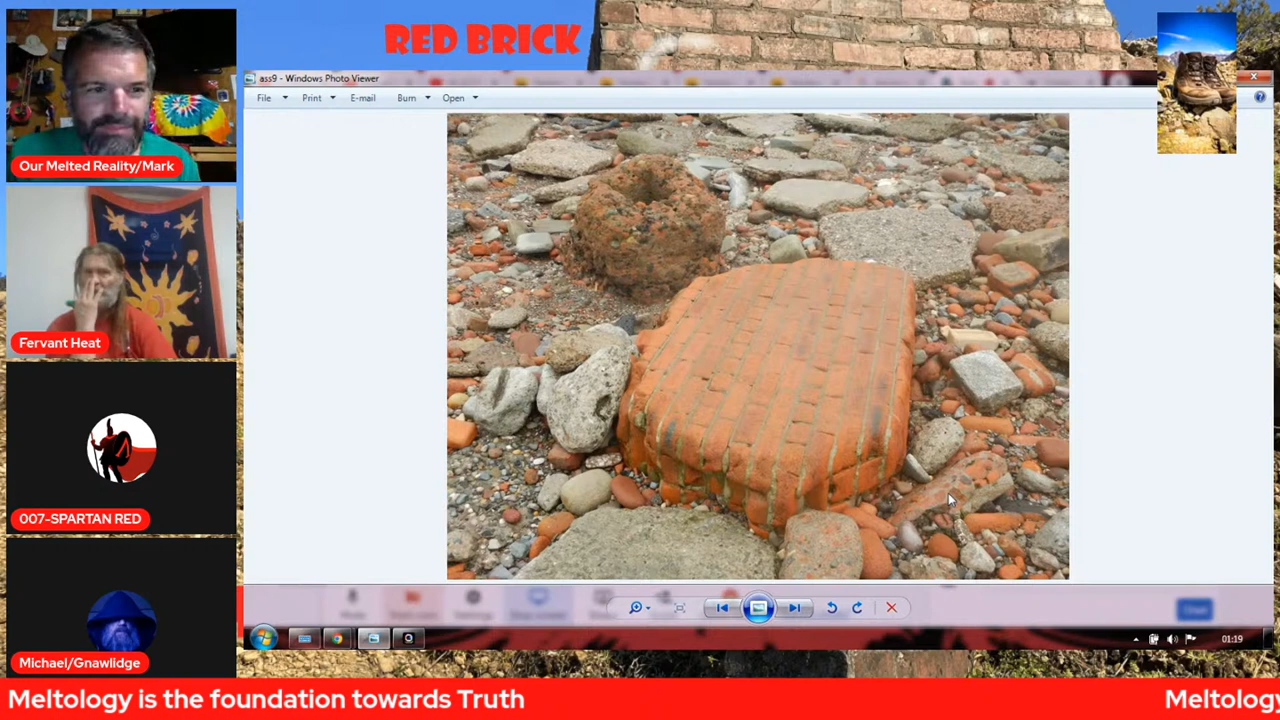 RED BRICK
ass9 - Windows Photo Viewer
File Print E-mail Burn Open
Our Melted Reality/Mark
Fervant Heat
007-SPARTAN RED
Michael/Gnawlidge
01:19
Meltology is the foundation towards Truth
Meltology